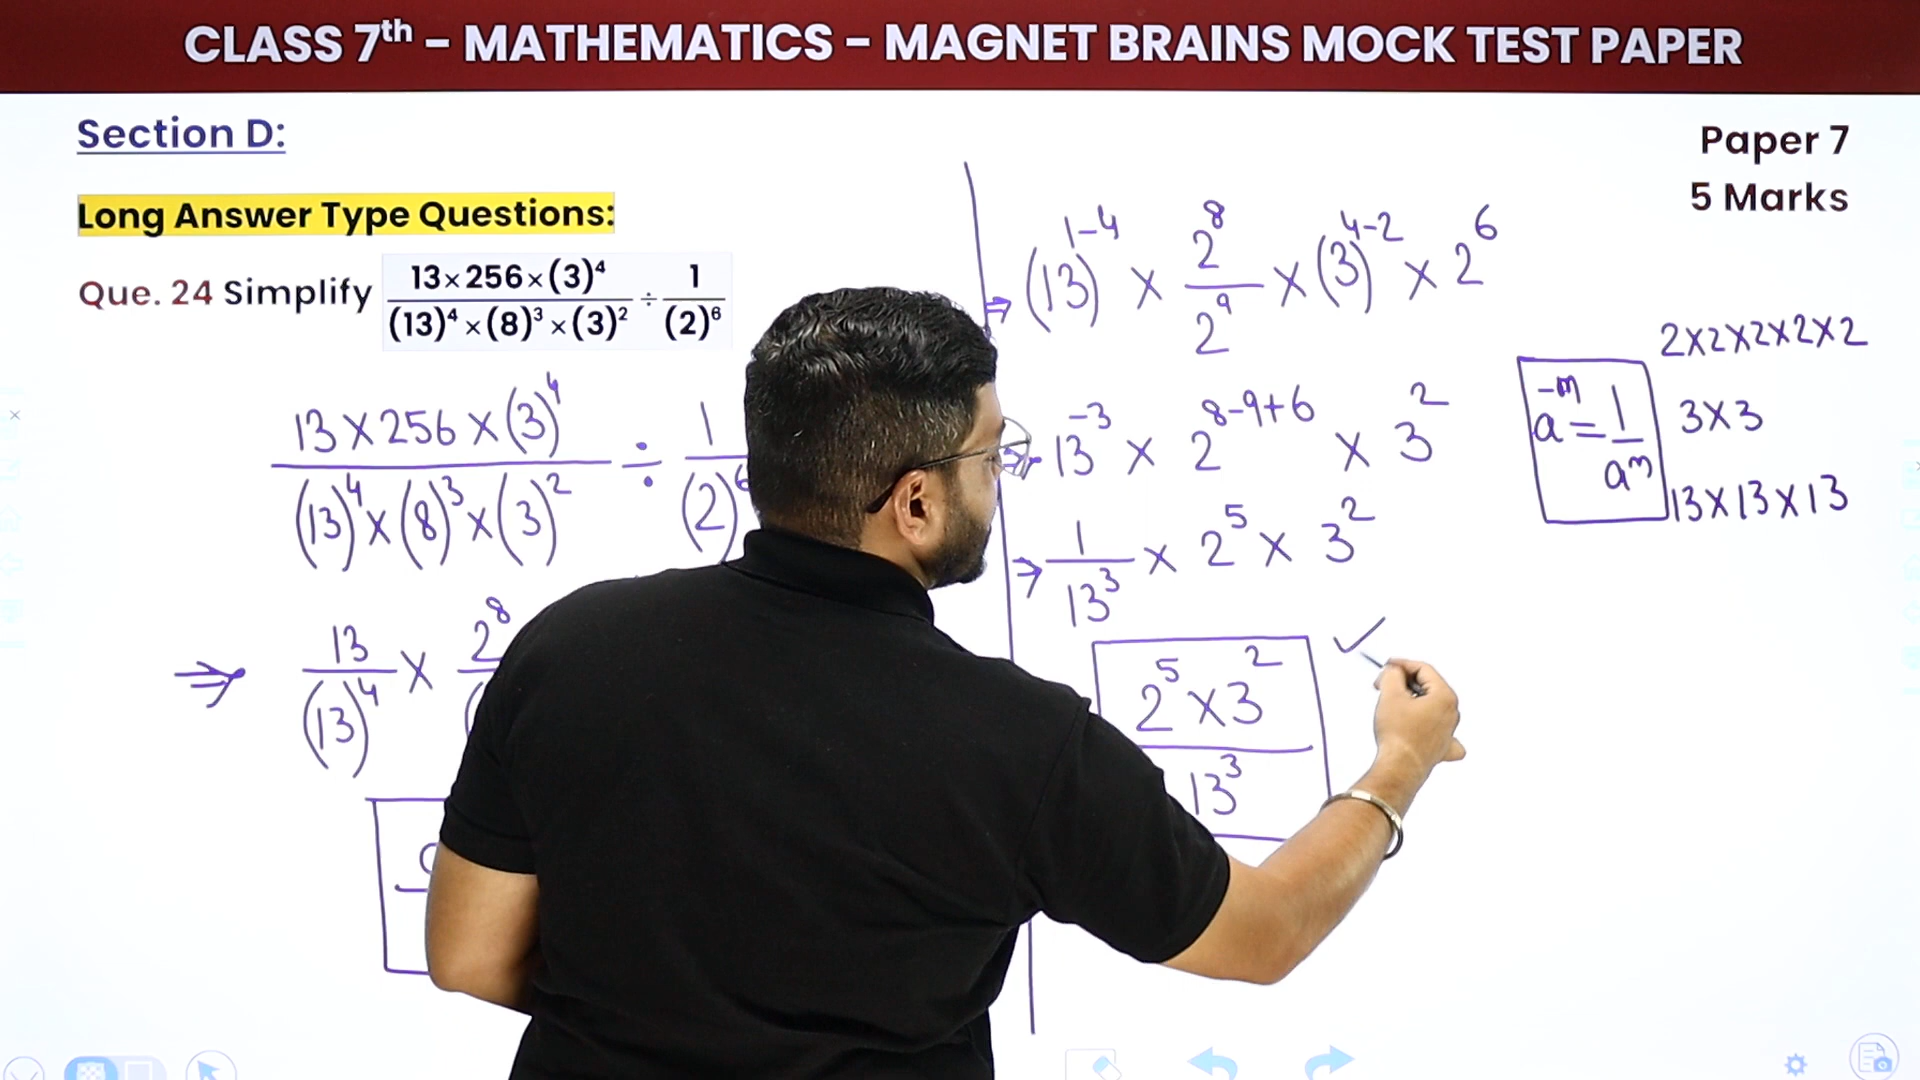 CLASS 7th – MATHEMATICS – MAGNET BRAINS MOCK TEST PAPER
Section D:
Paper 7
5 Marks
Long Answer Type Questions:
Que. 24 Simplify 13×256×(3)⁴ / (13)⁴×(8)³×(3)² ÷ 1/(2)⁶
13×256×(3)⁴ / (13)⁴×(8)³×(3)² ÷ 1/(2)⁶
⇒ 13/(13)⁴ × 2⁸/(
⇒ (13)¹⁻⁴ × 2⁸/2⁹ × (3)⁴⁻² × 2⁶
⇒ 13⁻³ × 2⁸⁻⁹⁺⁶ × 3²
⇒ 1/13³ × 2⁵ × 3²
2⁵×3² / 13³ ✓
a⁻ᵐ = 1/aᵐ
2×2×2×2×2
3×3
13×13×13